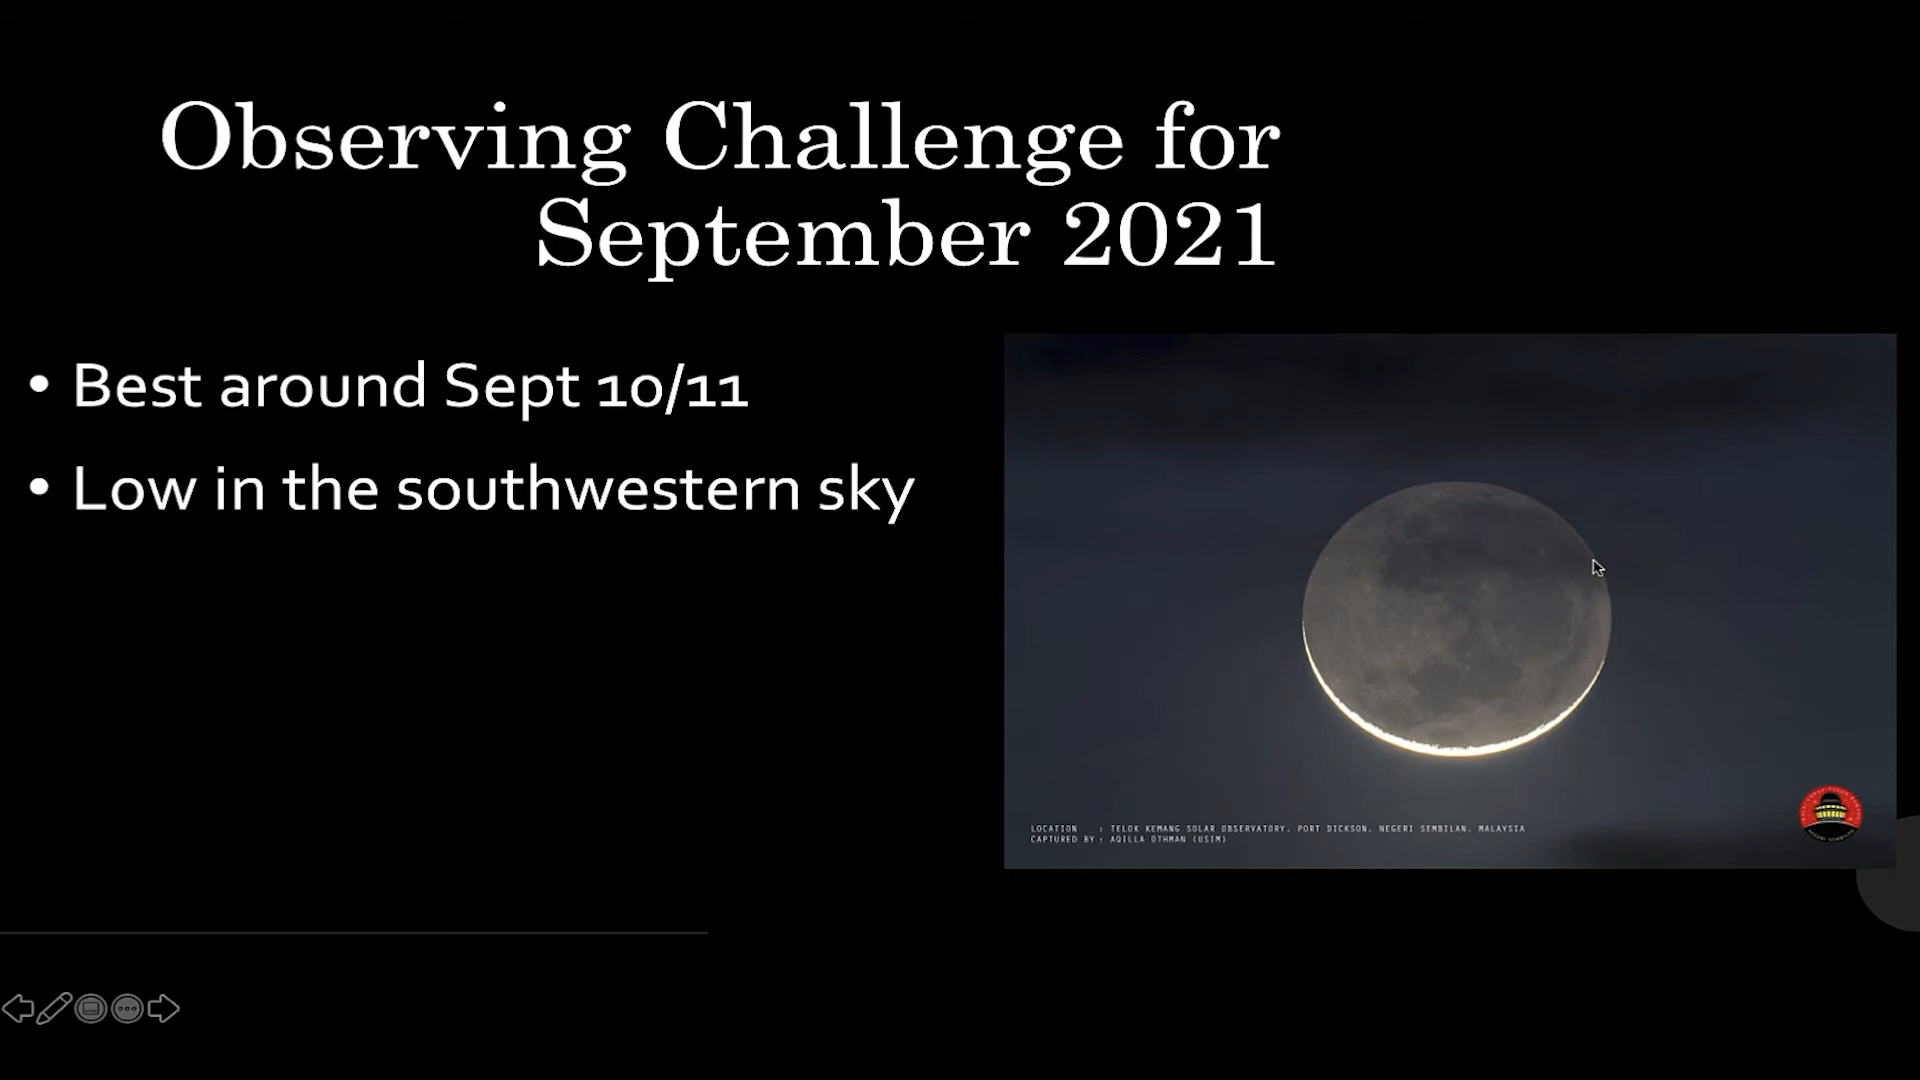 Observing Challenge for
September 2021
• Best around Sept 10/11
• Low in the southwestern sky
LOCATION : TELOK KEMANG SOLAR OBSERVATORY, PORT DICKSON, NEGERI SEMBILAN, MALAYSIA
CAPTURED BY : AQILLA OTHMAN (USIM)